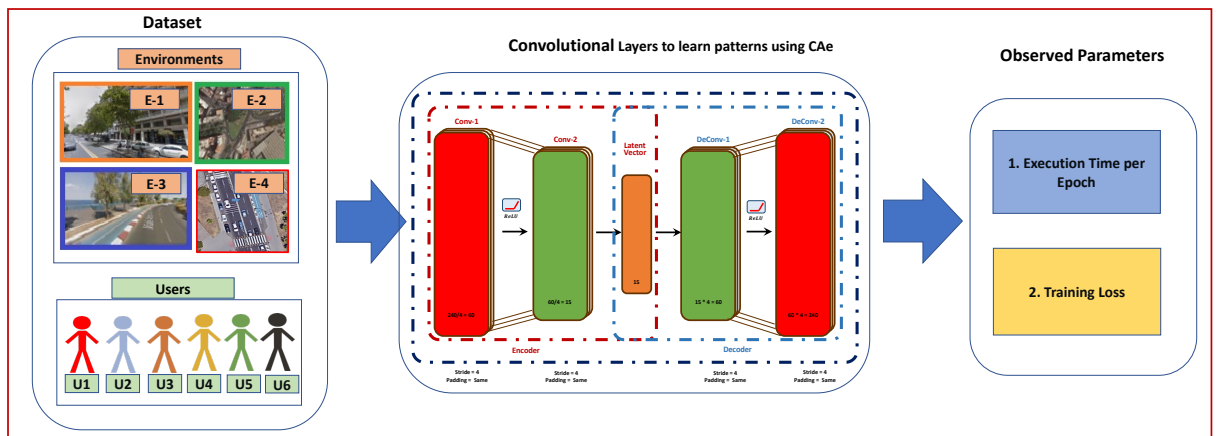 Dataset
Environments
E-1
E-2
E-3
E-4
Users
U1
U2
U3
U4
U5
U6
Convolutional Layers to learn patterns using CAe
Conv-1
Conv-2
Latent
Vector
DeConv-1
DeConv-2
ReLU
ReLU
240/4 = 60
60/4 = 15
15
15 * 4 = 60
60 * 4 = 240
Encoder
Decoder
Stride = 4
Padding = Same
Stride = 4
Padding = Same
Stride = 4
Padding = Same
Stride = 4
Padding = Same
Observed Parameters
1. Execution Time per
Epoch
2. Training Loss